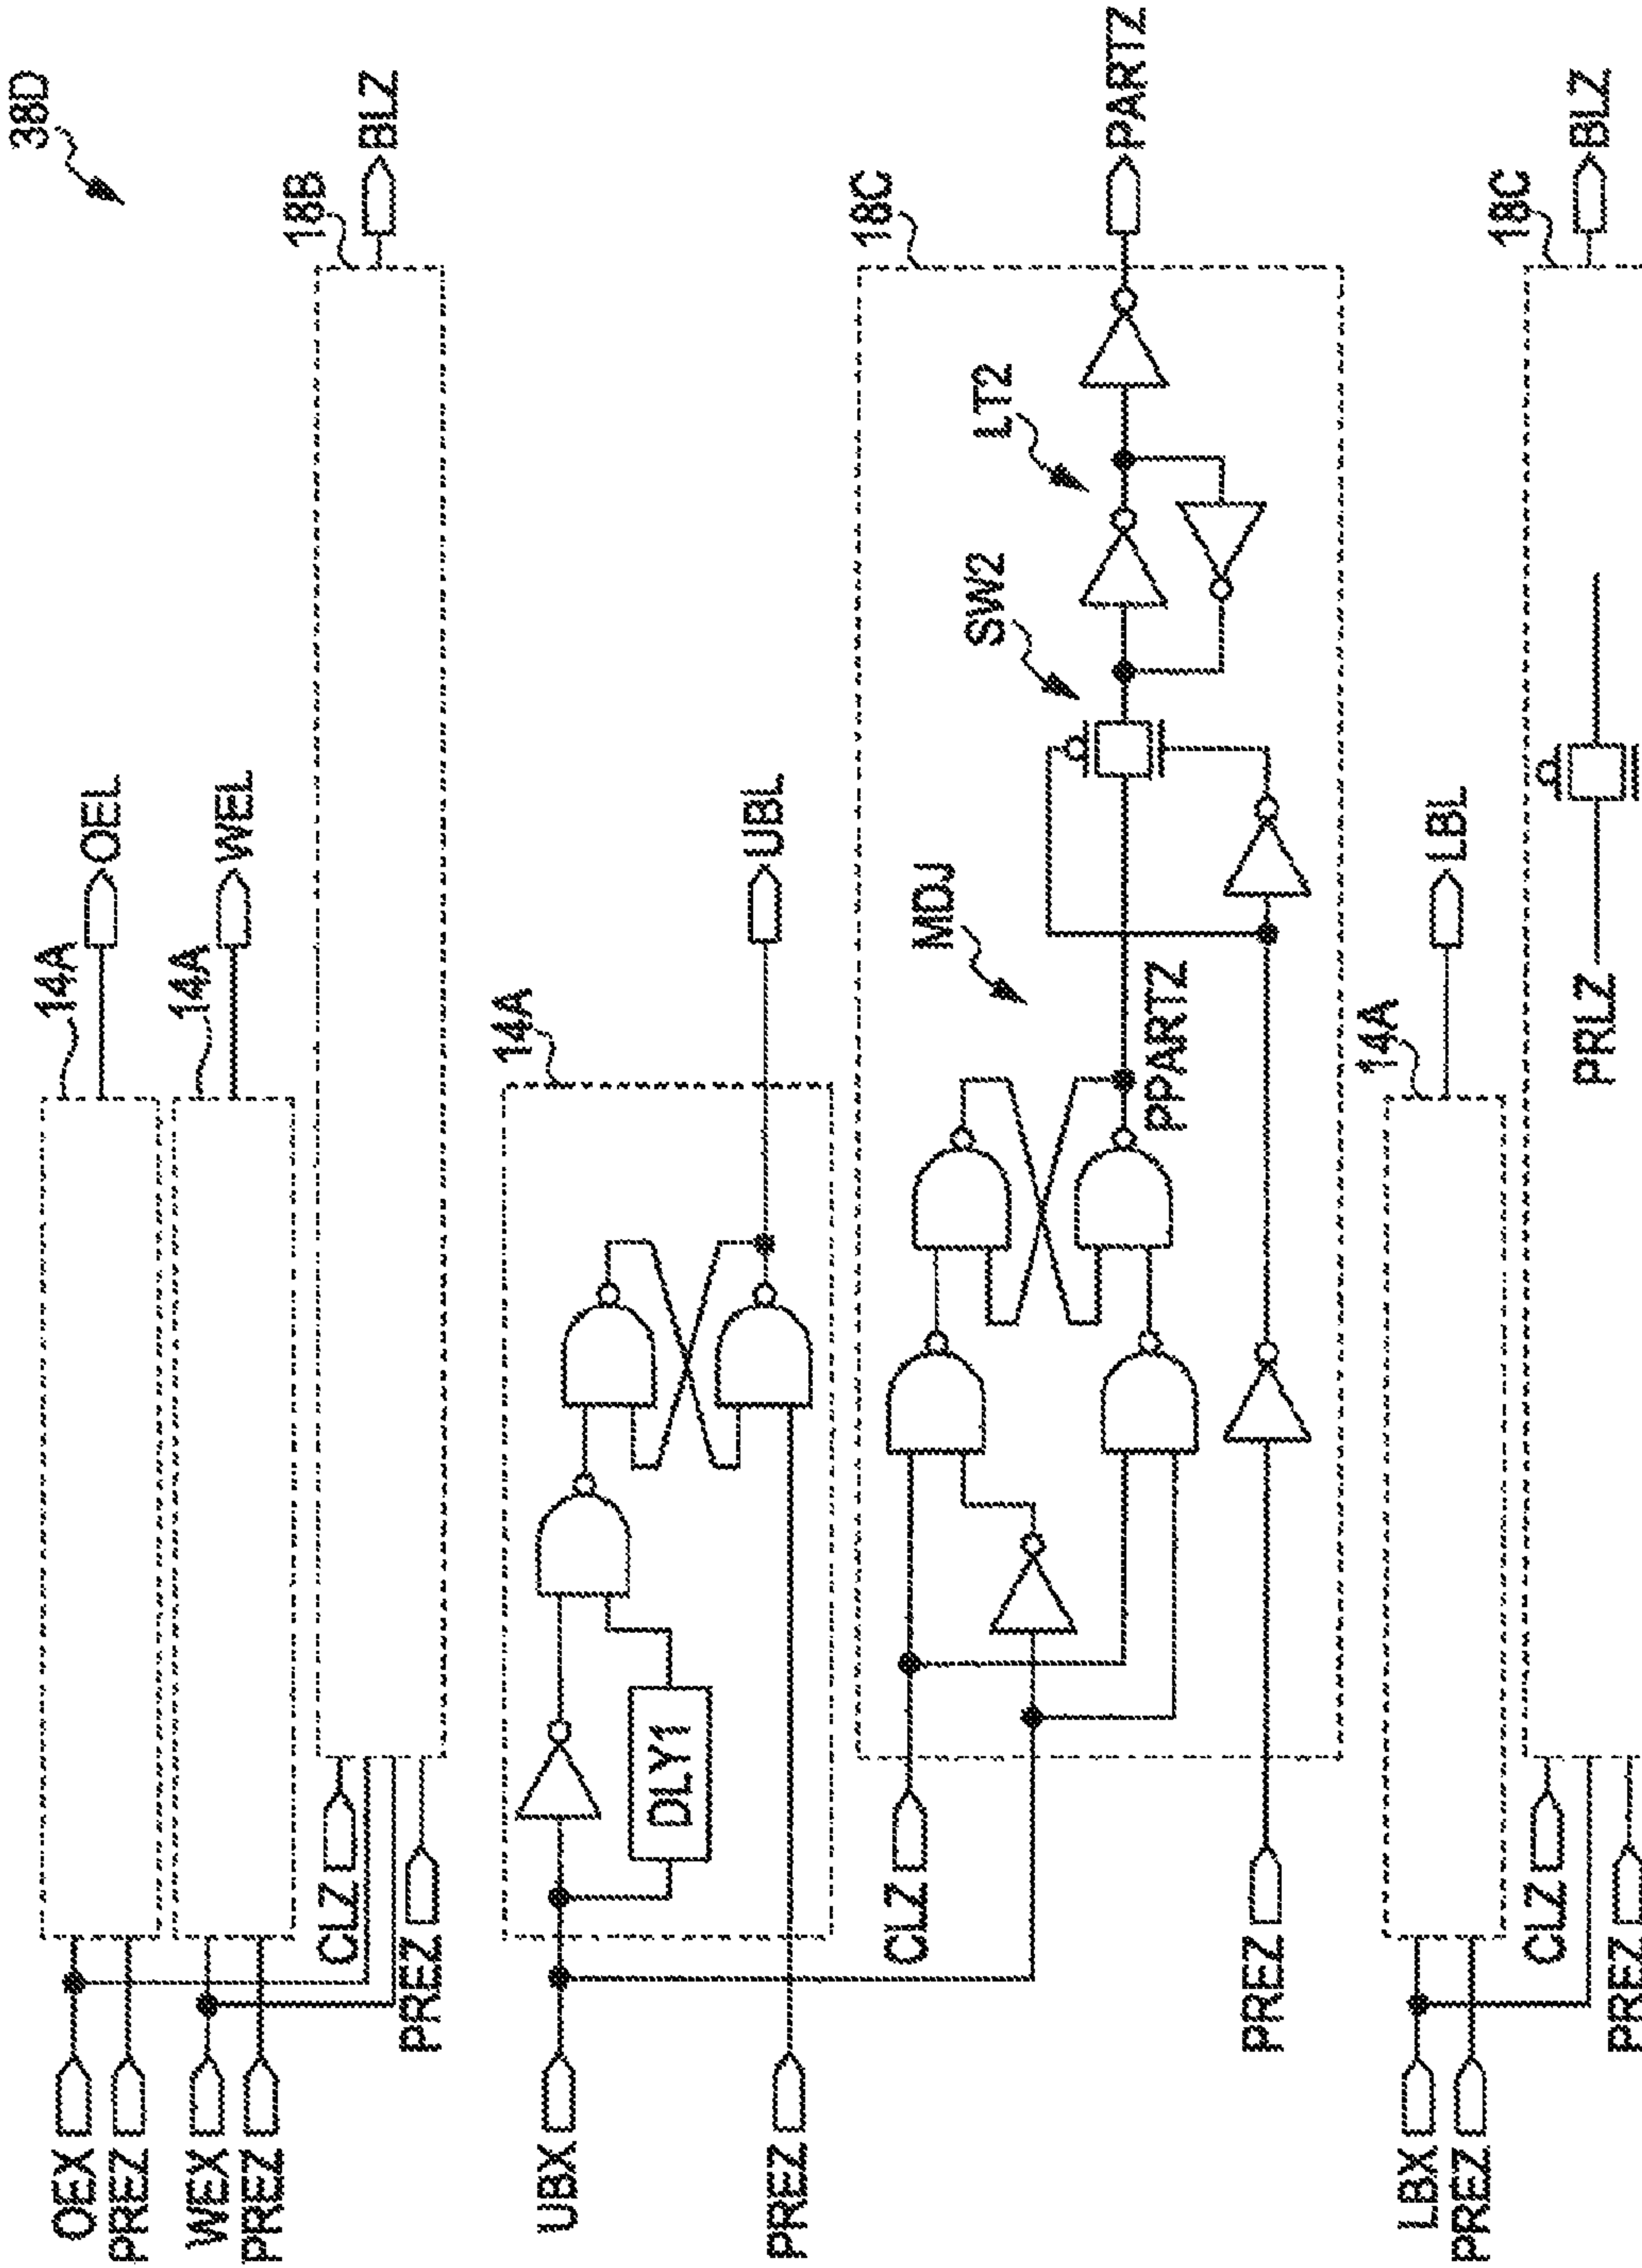 38D
OEX
PREZ
14A
OEL
WEX
PREZ
14A
WEL
CLZ
PREZ
18B
BLZ
UBX
DLY1
PREZ
14A
UBL
CLZ
PREZ
MDJ
PPARTZ
SW2
LT2
18C
PARTZ
LBX
PREZ
14A
LBL
CLZ
PREZ
PRLZ
18C
BLZ